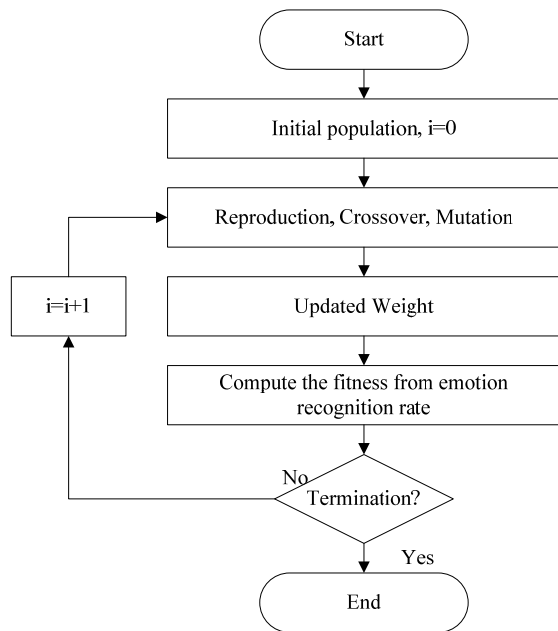 Start
Initial population, i=0
Reproduction, Crossover, Mutation
i=i+1
Updated Weight
Compute the fitness from emotion
recognition rate
No
Termination?
Yes
End